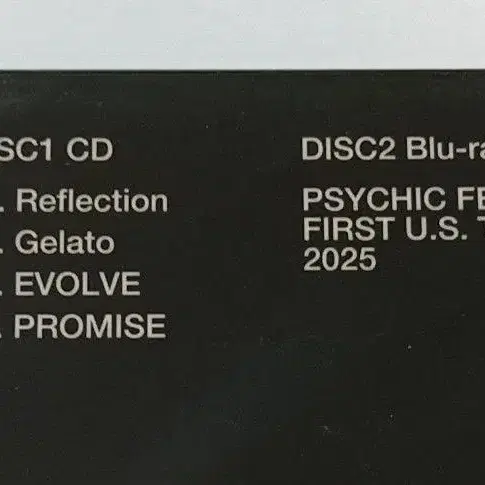 SC1 CD
. Reflection
. Gelato
. EVOLVE
. PROMISE
DISC2 Blu-ra
PSYCHIC FE
FIRST U.S. T
2025